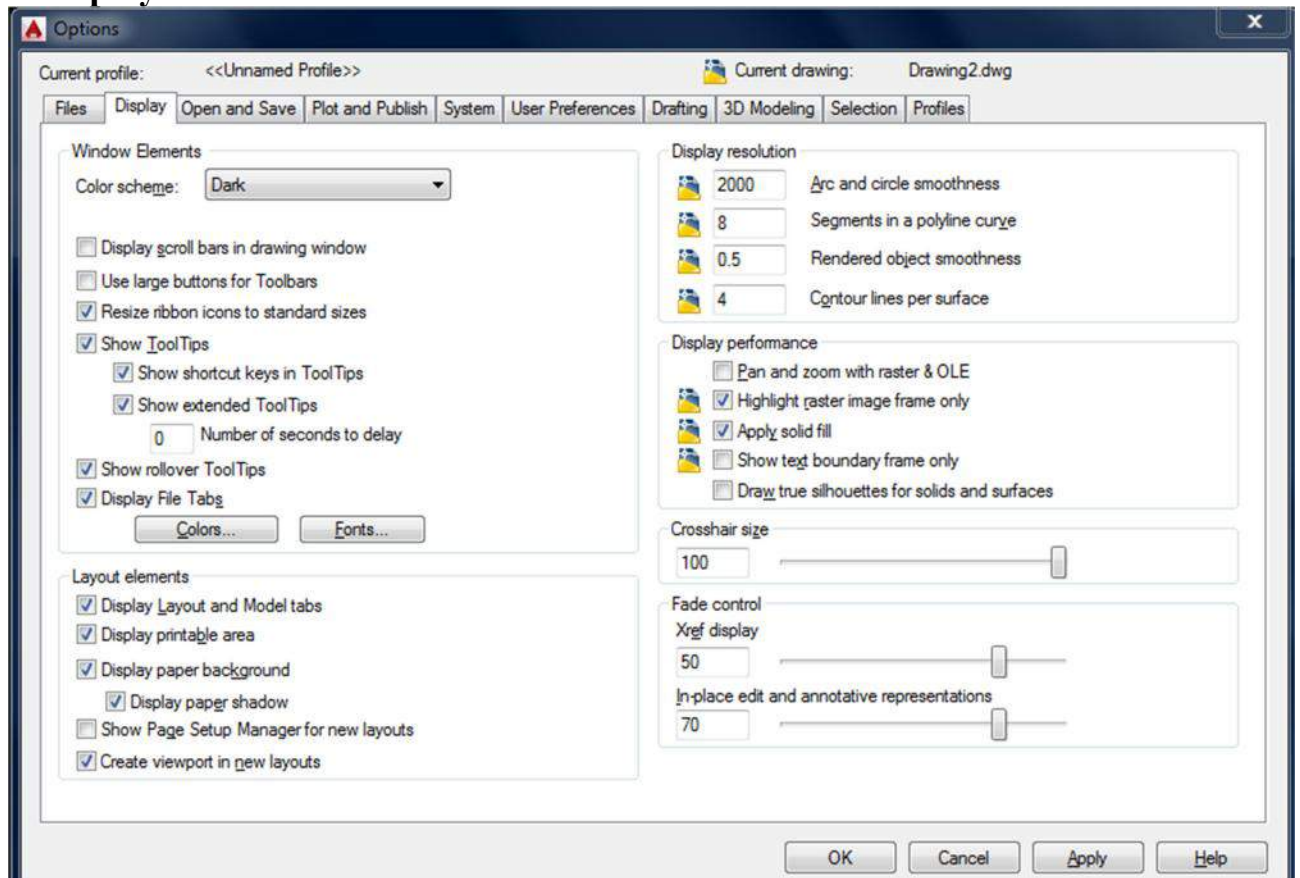 Options
X
Current profile: <<Unnamed Profile>> Current drawing: Drawing2.dwg
Files Display Open and Save Plot and Publish System User Preferences Drafting 3D Modeling Selection Profiles
Window Elements
Color scheme: Dark
Display scroll bars in drawing window
Use large buttons for Toolbars
Resize ribbon icons to standard sizes
Show ToolTips
Show shortcut keys in ToolTips
Show extended ToolTips
0 Number of seconds to delay
Show rollover ToolTips
Display File Tabs
Colors... Fonts...
Layout elements
Display Layout and Model tabs
Display printable area
Display paper background
Display paper shadow
Show Page Setup Manager for new layouts
Create viewport in new layouts
Display resolution
2000 Arc and circle smoothness
8 Segments in a polyline curve
0.5 Rendered object smoothness
4 Contour lines per surface
Display performance
Pan and zoom with raster & OLE
Highlight raster image frame only
Apply solid fill
Show text boundary frame only
Draw true silhouettes for solids and surfaces
Crosshair size
100
Fade control
Xref display
50
In-place edit and annotative representations
70
OK Cancel Apply Help